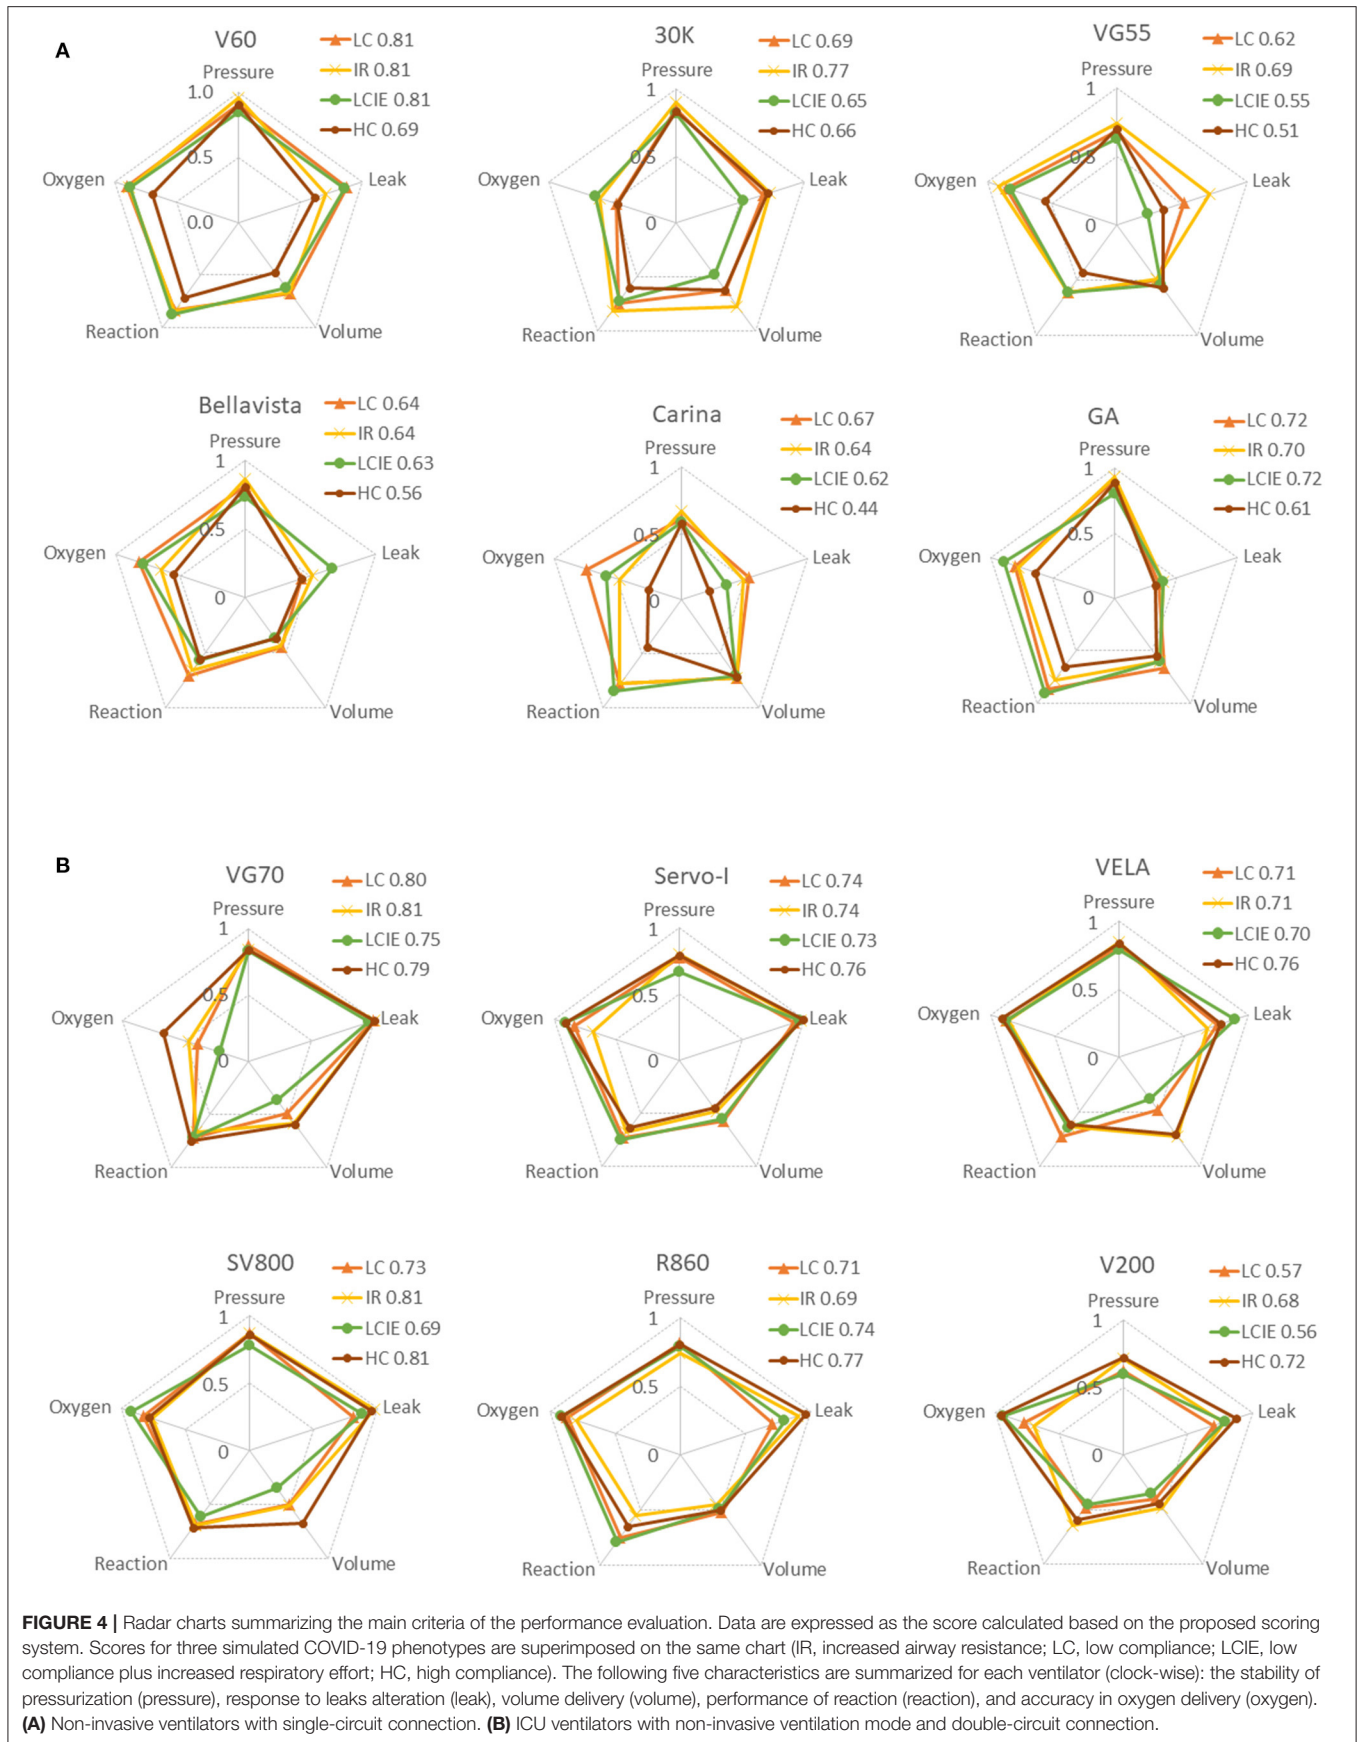 A
V60
LC 0.81
IR 0.81
LCIE 0.81
HC 0.69
Pressure
1.0
0.5
0.0
Oxygen
Leak
Reaction
Volume
30K
LC 0.69
IR 0.77
LCIE 0.65
HC 0.66
Pressure
1
0.5
0
Oxygen
Leak
Reaction
Volume
VG55
LC 0.62
IR 0.69
LCIE 0.55
HC 0.51
Pressure
1
0.5
0
Oxygen
Leak
Reaction
Volume
Bellavista
LC 0.64
IR 0.64
LCIE 0.63
HC 0.56
Pressure
1
0.5
0
Oxygen
Leak
Reaction
Volume
Carina
LC 0.67
IR 0.64
LCIE 0.62
HC 0.44
Pressure
1
0.5
0
Oxygen
Leak
Reaction
Volume
GA
LC 0.72
IR 0.70
LCIE 0.72
HC 0.61
Pressure
1
0.5
0
Oxygen
Leak
Reaction
Volume
B
VG70
LC 0.80
IR 0.81
LCIE 0.75
HC 0.79
Pressure
1
0.5
0
Oxygen
Leak
Reaction
Volume
Servo-I
LC 0.74
IR 0.74
LCIE 0.73
HC 0.76
Pressure
1
0.5
0
Oxygen
Leak
Reaction
Volume
VELA
LC 0.71
IR 0.71
LCIE 0.70
HC 0.76
Pressure
1
0.5
0
Oxygen
Leak
Reaction
Volume
SV800
LC 0.73
IR 0.81
LCIE 0.69
HC 0.81
Pressure
1
0.5
0
Oxygen
Leak
Reaction
Volume
R860
LC 0.71
IR 0.69
LCIE 0.74
HC 0.77
Pressure
1
0.5
0
Oxygen
Leak
Reaction
Volume
V200
LC 0.57
IR 0.68
LCIE 0.56
HC 0.72
Pressure
1
0.5
0
Oxygen
Leak
Reaction
Volume
FIGURE 4 | Radar charts summarizing the main criteria of the performance evaluation. Data are expressed as the score calculated based on the proposed scoring
system. Scores for three simulated COVID-19 phenotypes are superimposed on the same chart (IR, increased airway resistance; LC, low compliance; LCIE, low
compliance plus increased respiratory effort; HC, high compliance). The following five characteristics are summarized for each ventilator (clock-wise): the stability of
pressurization (pressure), response to leaks alteration (leak), volume delivery (volume), performance of reaction (reaction), and accuracy in oxygen delivery (oxygen).
(A) Non-invasive ventilators with single-circuit connection. (B) ICU ventilators with non-invasive ventilation mode and double-circuit connection.